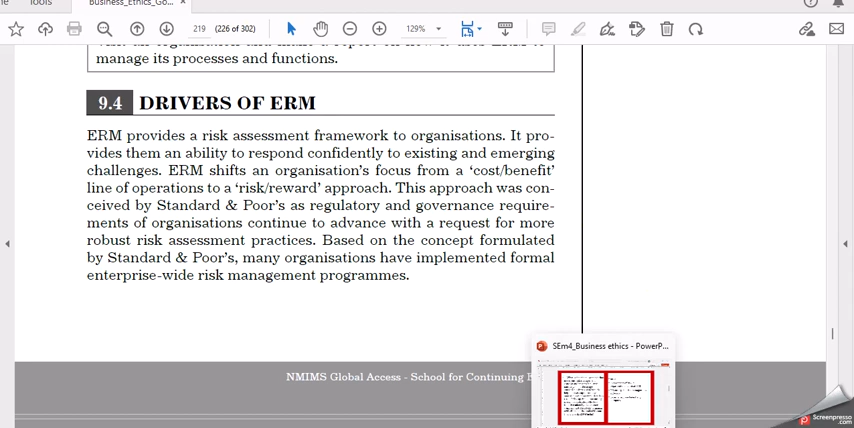 Tools
Business_Ethics_Go...
×
219
(226 of 302)
129%
manage its processes and functions.
9.4 DRIVERS OF ERM
ERM provides a risk assessment framework to organisations. It pro-
vides them an ability to respond confidently to existing and emerging
challenges. ERM shifts an organisation's focus from a 'cost/benefit'
line of operations to a 'risk/reward' approach. This approach was con-
ceived by Standard & Poor's as regulatory and governance require-
ments of organisations continue to advance with a request for more
robust risk assessment practices. Based on the concept formulated
by Standard & Poor's, many organisations have implemented formal
enterprise-wide risk management programmes.
SEm4_Business ethics - PowerP...
NMIMS Global Access - School for Continuing
Screenpresso
.com